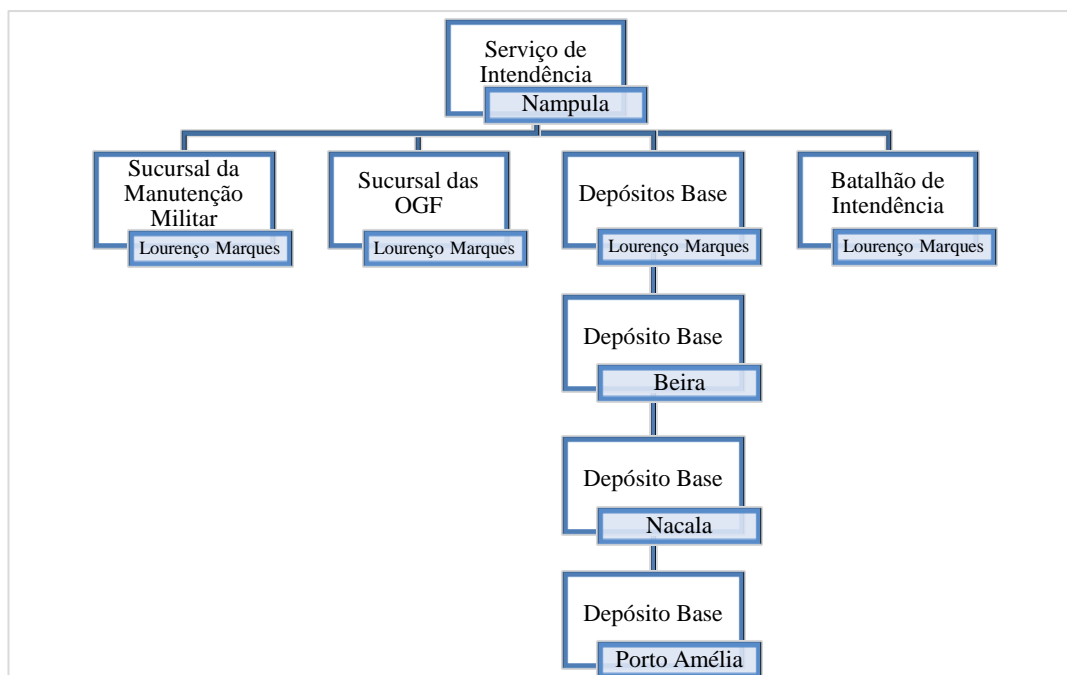 Serviço de
Intendência
Nampula
Sucursal da
Manutenção
Militar
Lourenço Marques
Sucursal das
OGF
Lourenço Marques
Depósitos Base
Lourenço Marques
Batalhão de
Intendência
Lourenço Marques
Depósito Base
Beira
Depósito Base
Nacala
Depósito Base
Porto Amélia